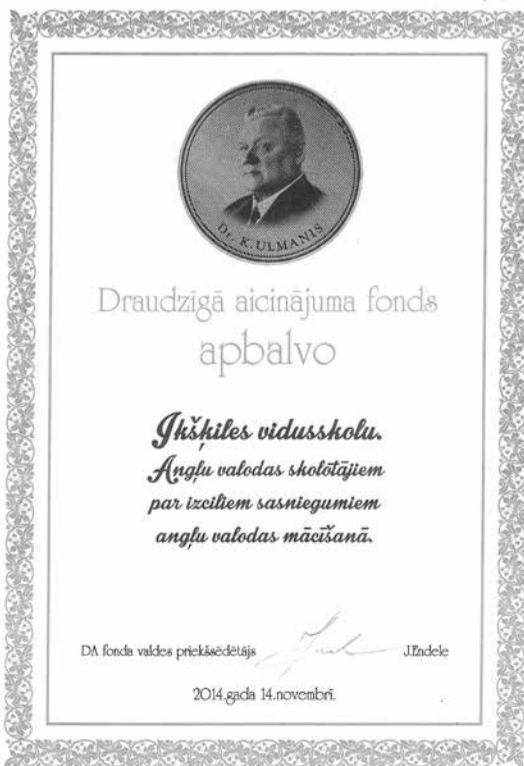 Dr. K.ULMANIS
Draudzīgā aicinājuma fonds
apbalvo
Ikšķiles vidusskolu.
Angļu valodas skolotājiem
par izciliem sasniegumiem
angļu valodas mācīšanā.
DA fonda valdes priekšsēdētājs J.Endele
2014.gada 14.novembrī.